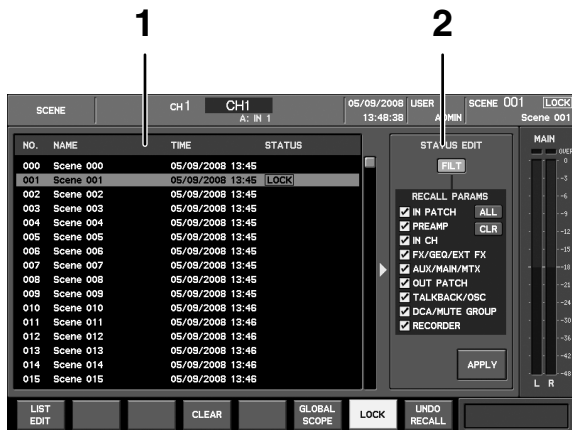 1 2
SCENE CH 1 CH1 05/09/2008 USER SCENE 001 LOCK
A: IN 1 13:48:38 ADMIN Scene 001
NO. NAME TIME STATUS
000 Scene 000 05/09/2008 13:45
001 Scene 001 05/09/2008 13:45 LOCK
002 Scene 002 05/09/2008 13:45
003 Scene 003 05/09/2008 13:45
004 Scene 004 05/09/2008 13:45
005 Scene 005 05/09/2008 13:45
006 Scene 006 05/09/2008 13:45
007 Scene 007 05/09/2008 13:45
008 Scene 008 05/09/2008 13:45
009 Scene 009 05/09/2008 13:45
010 Scene 010 05/09/2008 13:46
011 Scene 011 05/09/2008 13:46
012 Scene 012 05/09/2008 13:46
013 Scene 013 05/09/2008 13:46
014 Scene 014 05/09/2008 13:46
015 Scene 015 05/09/2008 13:46
STATUS EDIT
FILT
RECALL PARAMS
IN PATCH ALL
PREAMP CLR
IN CH
FX/GEQ/EXT FX
AUX/MAIN/MTX
OUT PATCH
TALKBACK/OSC
DCA/MUTE GROUP
RECORDER
APPLY
MAIN
OVER
0
-3
-6
-9
-12
-15
-18
-21
-24
-30
-36
-42
-48
L R
LIST EDIT
CLEAR
GLOBAL SCOPE
LOCK
UNDO RECALL